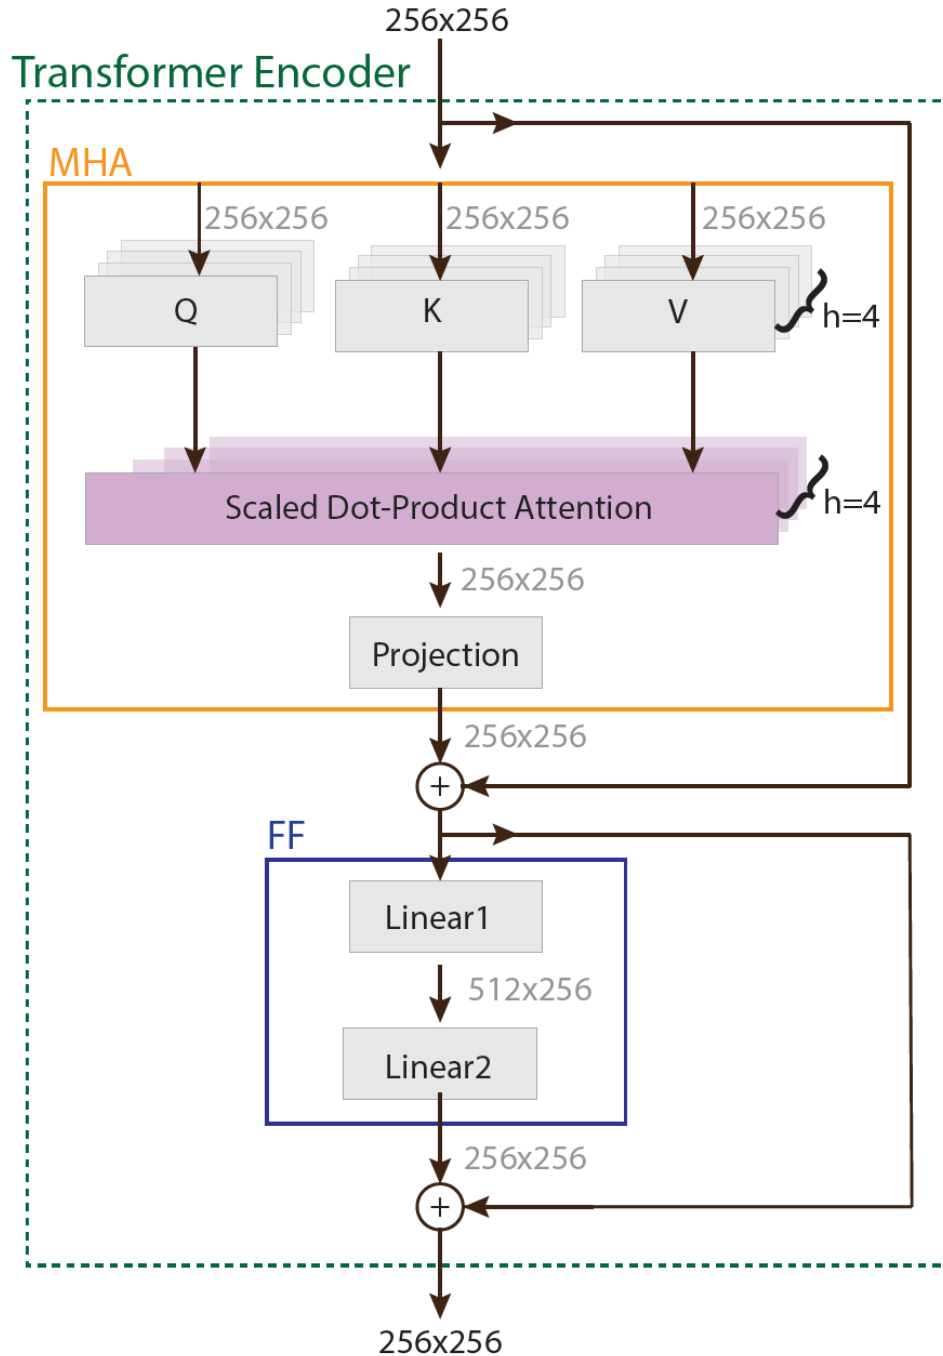 256x256
Transformer Encoder
MHA
256x256
256x256
256x256
Q
K
V
h=4
Scaled Dot-Product Attention
h=4
256x256
Projection
256x256
+
FF
Linear1
512x256
Linear2
256x256
+
256x256